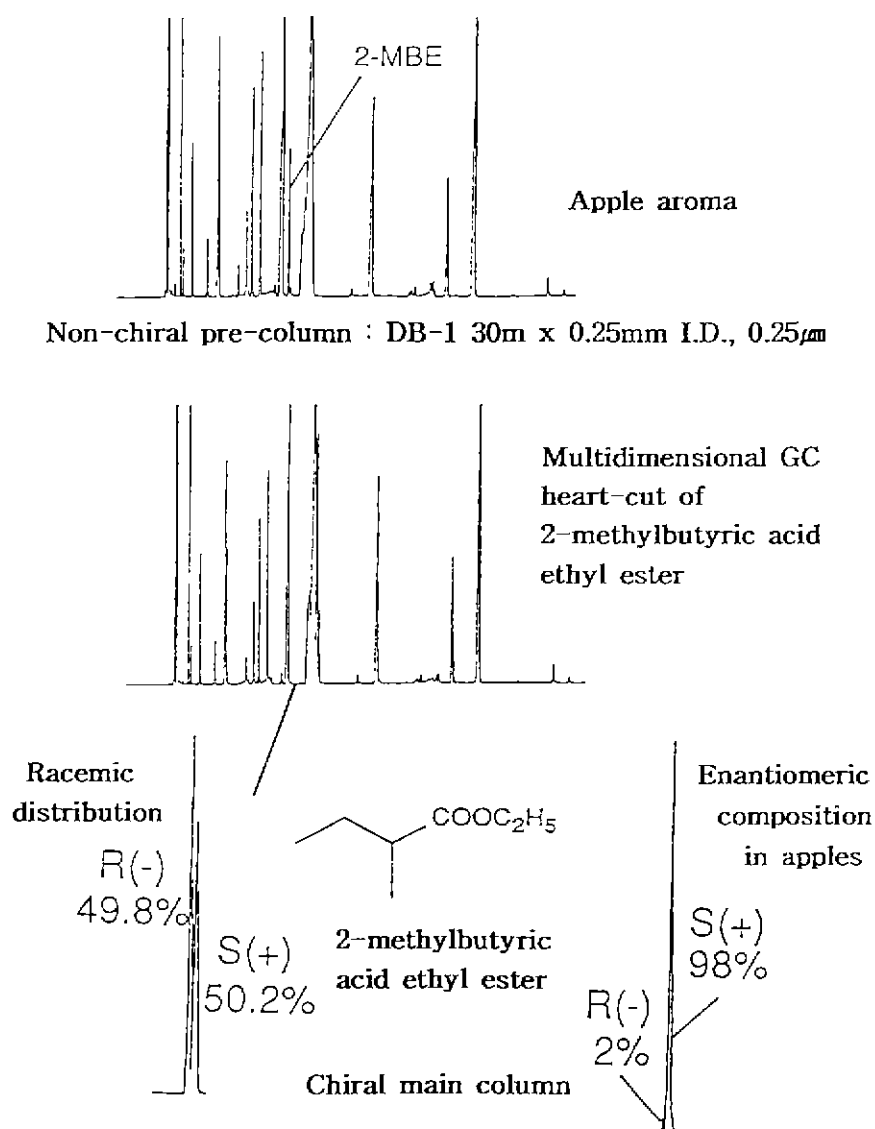 2-MBE
Apple aroma
Non-chiral pre-column : DB-1 30m x 0.25mm I.D., 0.25㎛
Multidimensional GC
heart-cut of
2-methylbutyric acid
ethyl ester
Racemic
distribution
R(-)
49.8%
S(+)
50.2%
COOC₂H₅
2-methylbutyric
acid ethyl ester
Enantiomeric
composition
in apples
S(+)
98%
R(-)
2%
Chiral main column